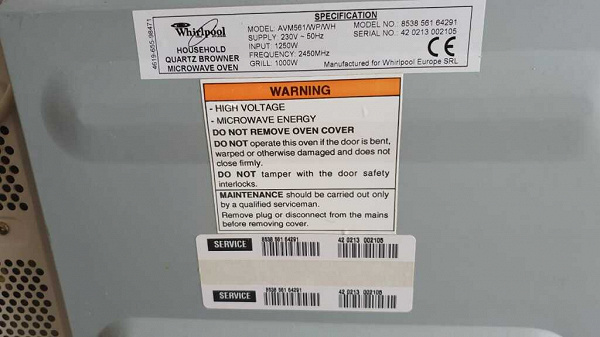 SPECIFICATION
Whirlpool
HOUSEHOLD
QUARTZ BROWNER
MICROWAVE OVEN
4619-655-98471
MODEL: AVM561/WP/WH
SUPPLY: 230V ~ 50Hz
INPUT: 1250W
FREQUENCY: 2450MHz
GRILL: 1000W
MODEL NO.: 8538 561 64291
SERIAL NO.: 42 0213 002105
CE
Manufactured for Whirlpool Europe SRL
WARNING
- HIGH VOLTAGE
- MICROWAVE ENERGY
DO NOT REMOVE OVEN COVER
DO NOT operate this oven if the door is bent,
warped or otherwise damaged and does not
close firmly.
DO NOT tamper with the door safety
interlocks.
MAINTENANCE should be carried out only
by a qualified serviceman.
Remove plug or disconnect from the mains
before removing cover.
SERVICE 8538 561 64291 42 0213 002105
SERVICE 8538 561 64291 42 0213 002105